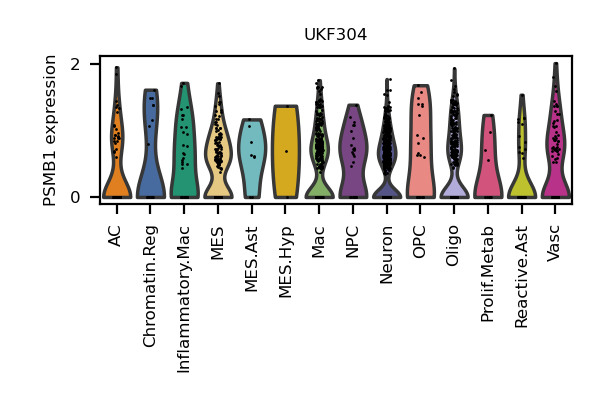 UKF304
PSMB1 expression
2
0
AC
Chromatin.Reg
Inflammatory.Mac
MES
MES.Ast
MES.Hyp
Mac
NPC
Neuron
OPC
Oligo
Prolif.Metab
Reactive.Ast
Vasc